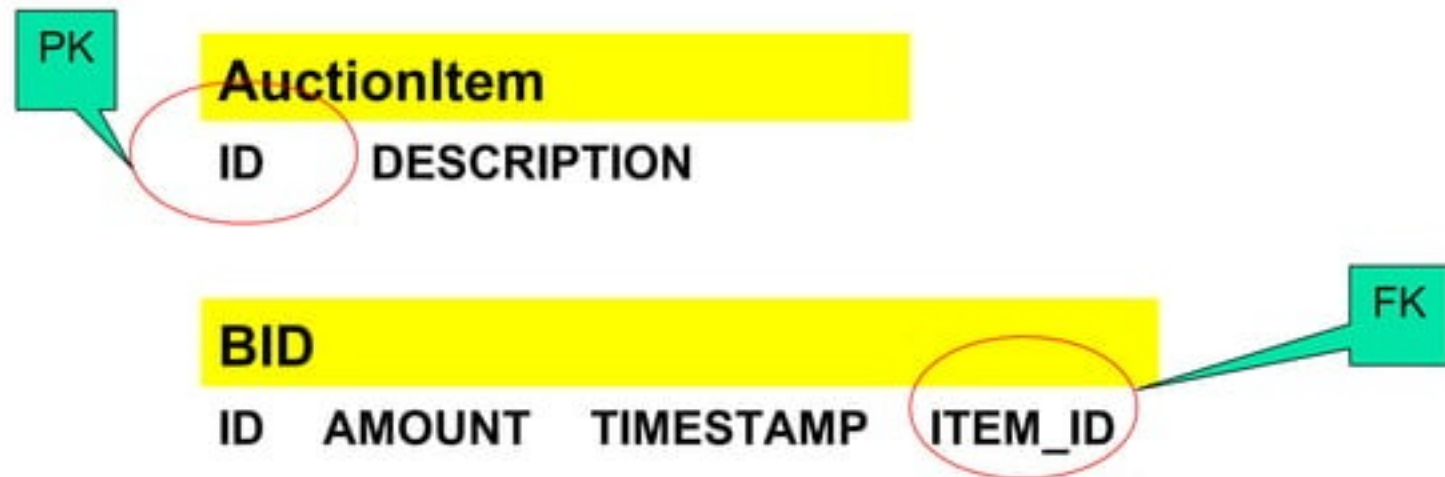 PK
AuctionItem
ID DESCRIPTION
BID
FK
ID AMOUNT TIMESTAMP ITEM_ID